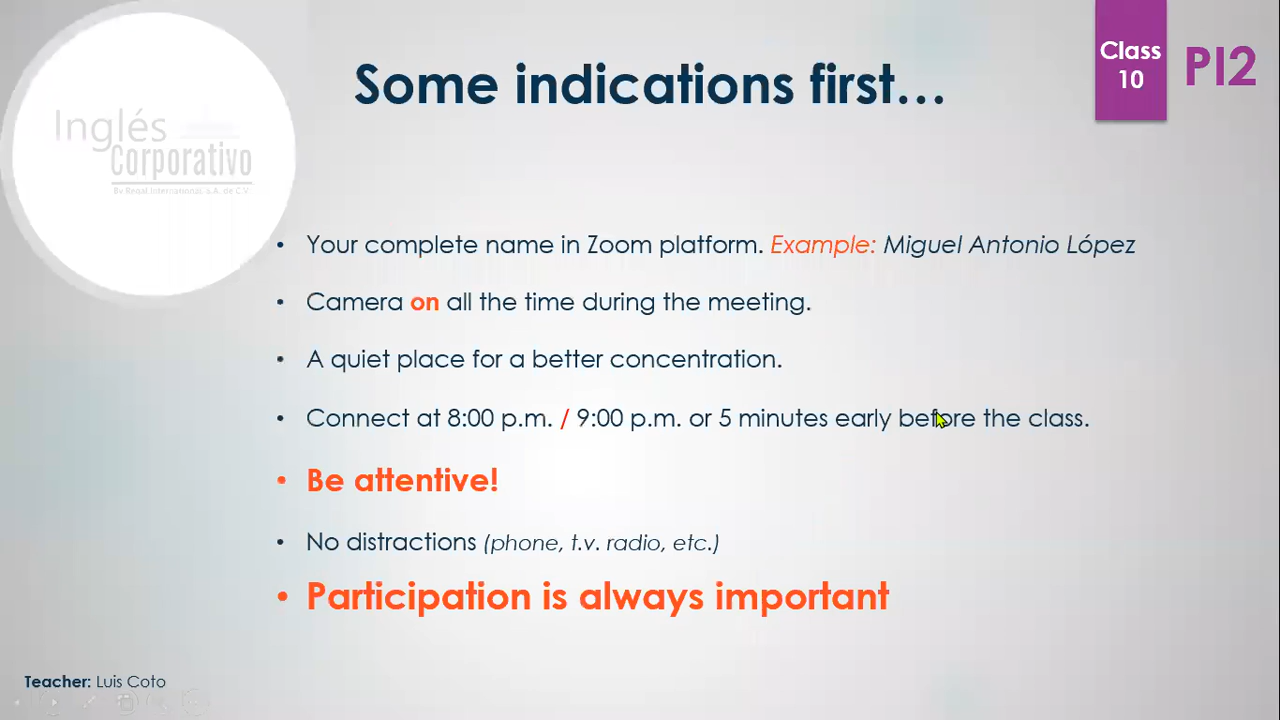 Some indications first…
Class
10
PI2
Inglés
Corporativo
By Regal International S.A. de C.V.
• Your complete name in Zoom platform. Example: Miguel Antonio López
• Camera on all the time during the meeting.
• A quiet place for a better concentration.
• Connect at 8:00 p.m. / 9:00 p.m. or 5 minutes early before the class.
• Be attentive!
• No distractions (phone, t.v. radio, etc.)
• Participation is always important
Teacher: Luis Coto